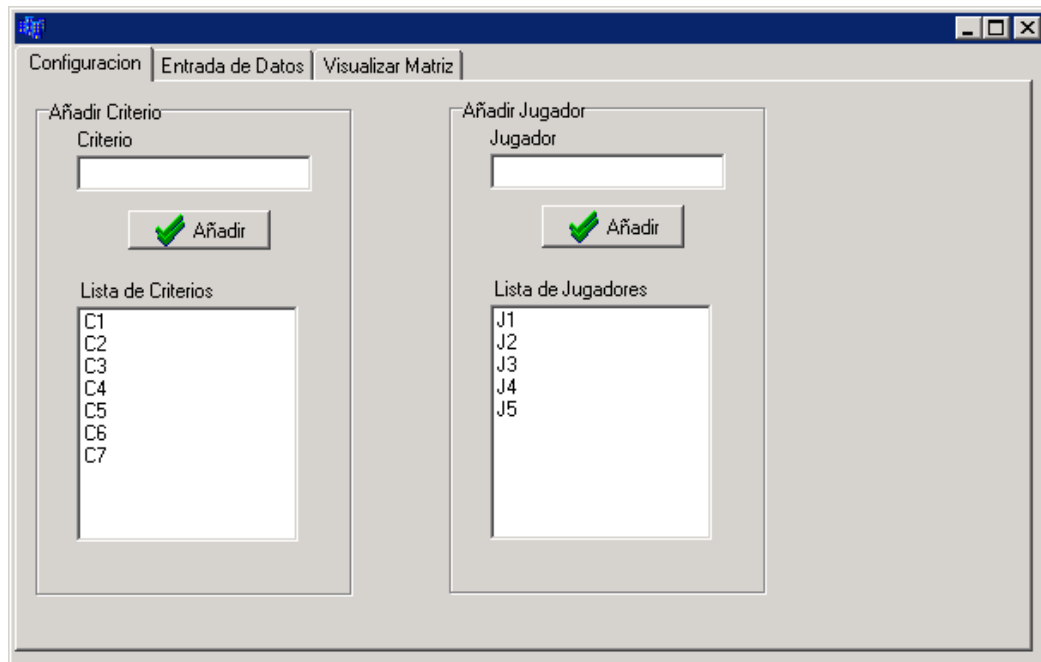 Configuracion Entrada de Datos Visualizar Matriz
Añadir Criterio
Criterio
Añadir
Lista de Criterios
C1
C2
C3
C4
C5
C6
C7
Añadir Jugador
Jugador
Añadir
Lista de Jugadores
J1
J2
J3
J4
J5